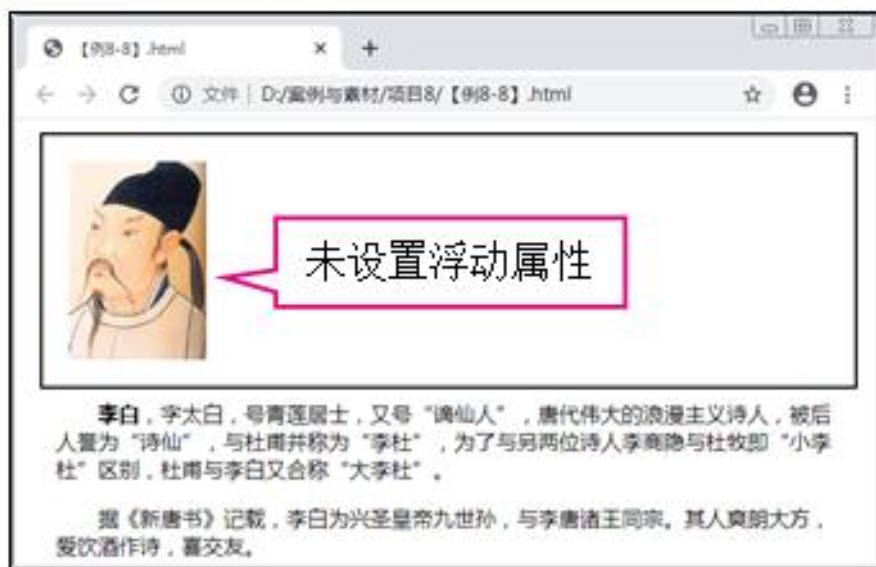 【例8-8】.html
文件 | D:/案例与素材/项目8/【例8-8】.html
未设置浮动属性
李白，字太白，号青莲居士，又号“谪仙人”，唐代伟大的浪漫主义诗人，被后
人誉为“诗仙”，与杜甫并称为“李杜”，为了与另两位诗人李商隐与杜牧即“小李
杜”区别，杜甫与李白又合称“大李杜”。
据《新唐书》记载，李白为兴圣皇帝九世孙，与李唐诸王同宗。其人爽朗大方，
爱饮酒作诗，喜交友。